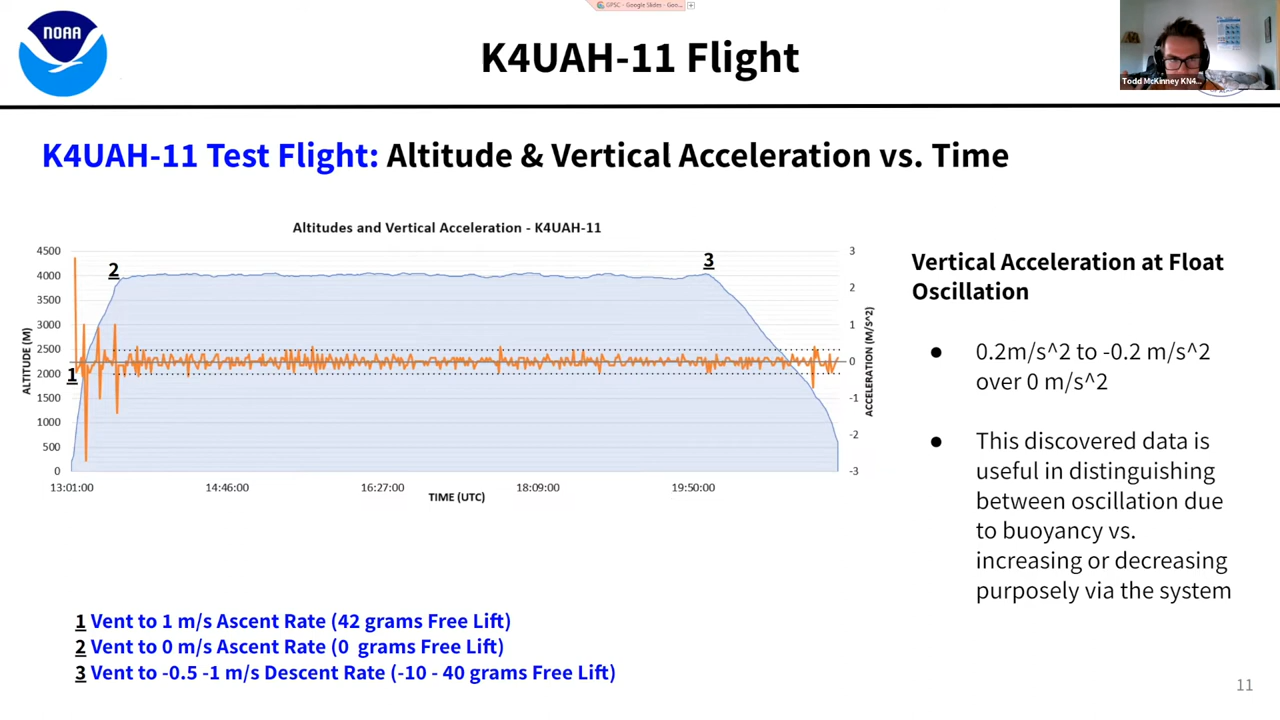 GPSC - Google Slides - Goo...
NOAA
K4UAH-11 Flight
Todd McKinney KN4...
K4UAH-11 Test Flight: Altitude & Vertical Acceleration vs. Time
Altitudes and Vertical Acceleration - K4UAH-11
4500
4000
3500
3000
2500
2000
1500
1000
500
0
ALTITUDE (M)
1
2
3
3
2
1
0
-1
-2
-3
ACCELERATION (M/S^2)
13:01:00
14:46:00
16:27:00
18:09:00
19:50:00
TIME (UTC)
Vertical Acceleration at Float
Oscillation
● 0.2m/s^2 to -0.2 m/s^2
over 0 m/s^2
● This discovered data is
useful in distinguishing
between oscillation due
to buoyancy vs.
increasing or decreasing
purposely via the system
1 Vent to 1 m/s Ascent Rate (42 grams Free Lift)
2 Vent to 0 m/s Ascent Rate (0  grams Free Lift)
3 Vent to -0.5 -1 m/s Descent Rate (-10 - 40 grams Free Lift)
11